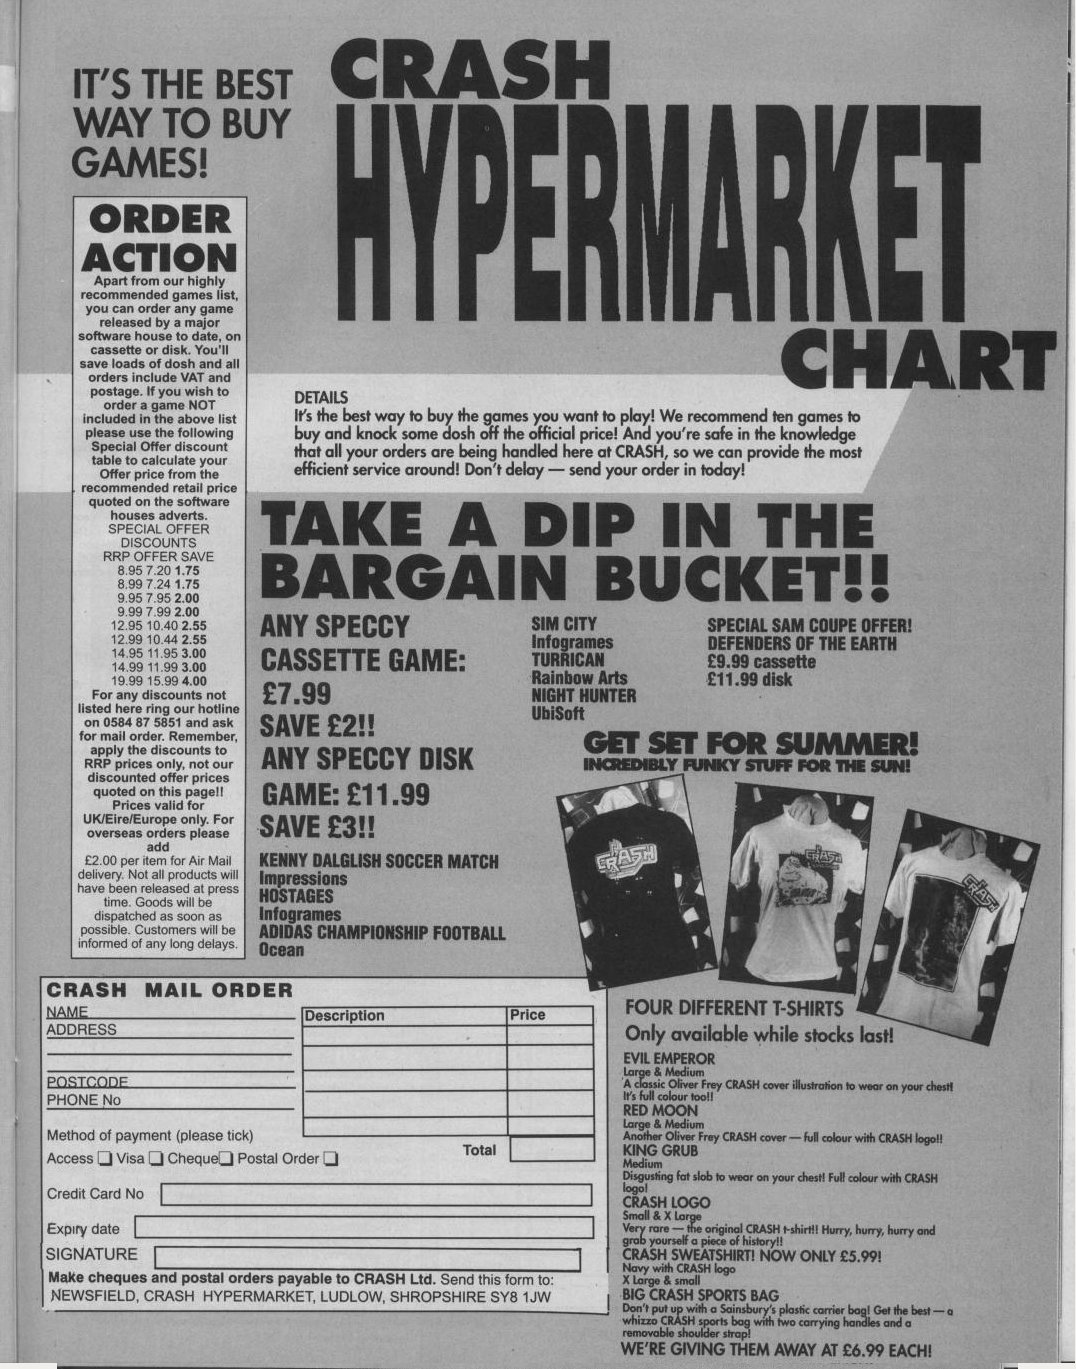 IT'S THE BEST
WAY TO BUY
GAMES!
CRASH
HYPERMARKET
CHART
ORDER
ACTION
Apart from our highly
recommended games list,
you can order any game
released by a major
software house to date, on
cassette or disk. You'll
save loads of dosh and all
orders include VAT and
postage. If you wish to
order a game NOT
included in the above list
please use the following
Special Offer discount
table to calculate your
Offer price from the
recommended retail price
quoted on the software
houses adverts.
SPECIAL OFFER
DISCOUNTS
RRP OFFER SAVE
8.95 7.20 1.75
8.99 7.24 1.75
9.95 7.95 2.00
9.99 7.99 2.00
12.95 10.40 2.55
12.99 10.44 2.55
14.95 11.95 3.00
14.99 11.99 3.00
19.99 15.99 4.00
For any discounts not
listed here ring our hotline
on 0584 87 5851 and ask
for mail order. Remember,
apply the discounts to
RRP prices only, not our
discounted offer prices
quoted on this page!!
Prices valid for
UK/Eire/Europe only. For
overseas orders please
add
£2.00 per item for Air Mail
delivery. Not all products will
have been released at press
time. Goods will be
dispatched as soon as
possible. Customers will be
informed of any long delays.
DETAILS
It's the best way to buy the games you want to play! We recommend ten games to
buy and knock some dosh off the official price! And you're safe in the knowledge
that all your orders are being handled here at CRASH, so we can provide the most
efficient service around! Don't delay — send your order in today!
TAKE A DIP IN THE
BARGAIN BUCKET!!
ANY SPECCY
CASSETTE GAME:
£7.99
SAVE £2!!
ANY SPECCY DISK
GAME: £11.99
SAVE £3!!
KENNY DALGLISH SOCCER MATCH
Impressions
HOSTAGES
Infogrames
ADIDAS CHAMPIONSHIP FOOTBALL
Ocean
SIM CITY
Infogrames
TURRICAN
Rainbow Arts
NIGHT HUNTER
UbiSoft
SPECIAL SAM COUPE OFFER!
DEFENDERS OF THE EARTH
£9.99 cassette
£11.99 disk
GET SET FOR SUMMER!
INCREDIBLY FUNKY STUFF FOR THE SUN!
CRASH
CRASH
CRASH
FOUR DIFFERENT T-SHIRTS
Only available while stocks last!
EVIL EMPEROR
Large & Medium
A classic Oliver Frey CRASH cover illustration to wear on your chest!
It's full colour too!!
RED MOON
Large & Medium
Another Oliver Frey CRASH cover — full colour with CRASH logo!!
KING GRUB
Medium
Disgusting fat slob to wear on your chest! Full colour with CRASH
logo!
CRASH LOGO
Small & X Large
Very rare — the original CRASH t-shirt!! Hurry, hurry, hurry and
grab yourself a piece of history!!
CRASH SWEATSHIRT! NOW ONLY £5.99!
Navy with CRASH logo
X Large & small
BIG CRASH SPORTS BAG
Don't put up with a Sainsbury's plastic carrier bag! Get the best — a
whizzo CRASH sports bag with two carrying handles and a
removable shoulder strap!
WE'RE GIVING THEM AWAY AT £6.99 EACH!
CRASH MAIL ORDER
NAME
ADDRESS
POSTCODE
PHONE No
Description Price
Method of payment (please tick)
Total
Access Visa Cheque Postal Order
Credit Card No
Expiry date
SIGNATURE
Make cheques and postal orders payable to CRASH Ltd. Send this form to:
NEWSFIELD, CRASH HYPERMARKET, LUDLOW, SHROPSHIRE SY8 1JW